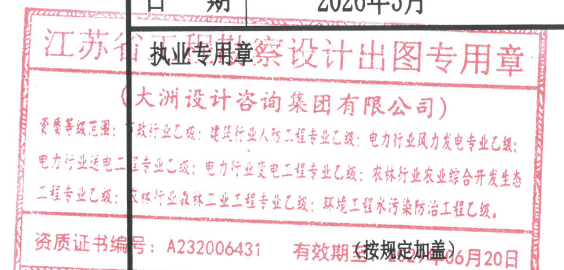 日 期 2026年3月
江苏省工程勘察设计出图专用章
执业专用章
(大洲设计咨询集团有限公司)
资质等级范围: 市政行业乙级; 建筑行业人防工程专业乙级; 电力行业风力发电专业乙级;
电力行业送电工程专业乙级; 电力行业变电工程专业乙级; 农林行业农业综合开发生态
工程专业乙级; 农林行业森林工业工程专业乙级; 环境工程水污染防治工程乙级。
资质证书编号: A232006431 有效期至: 年06月20日
(按规定加盖)